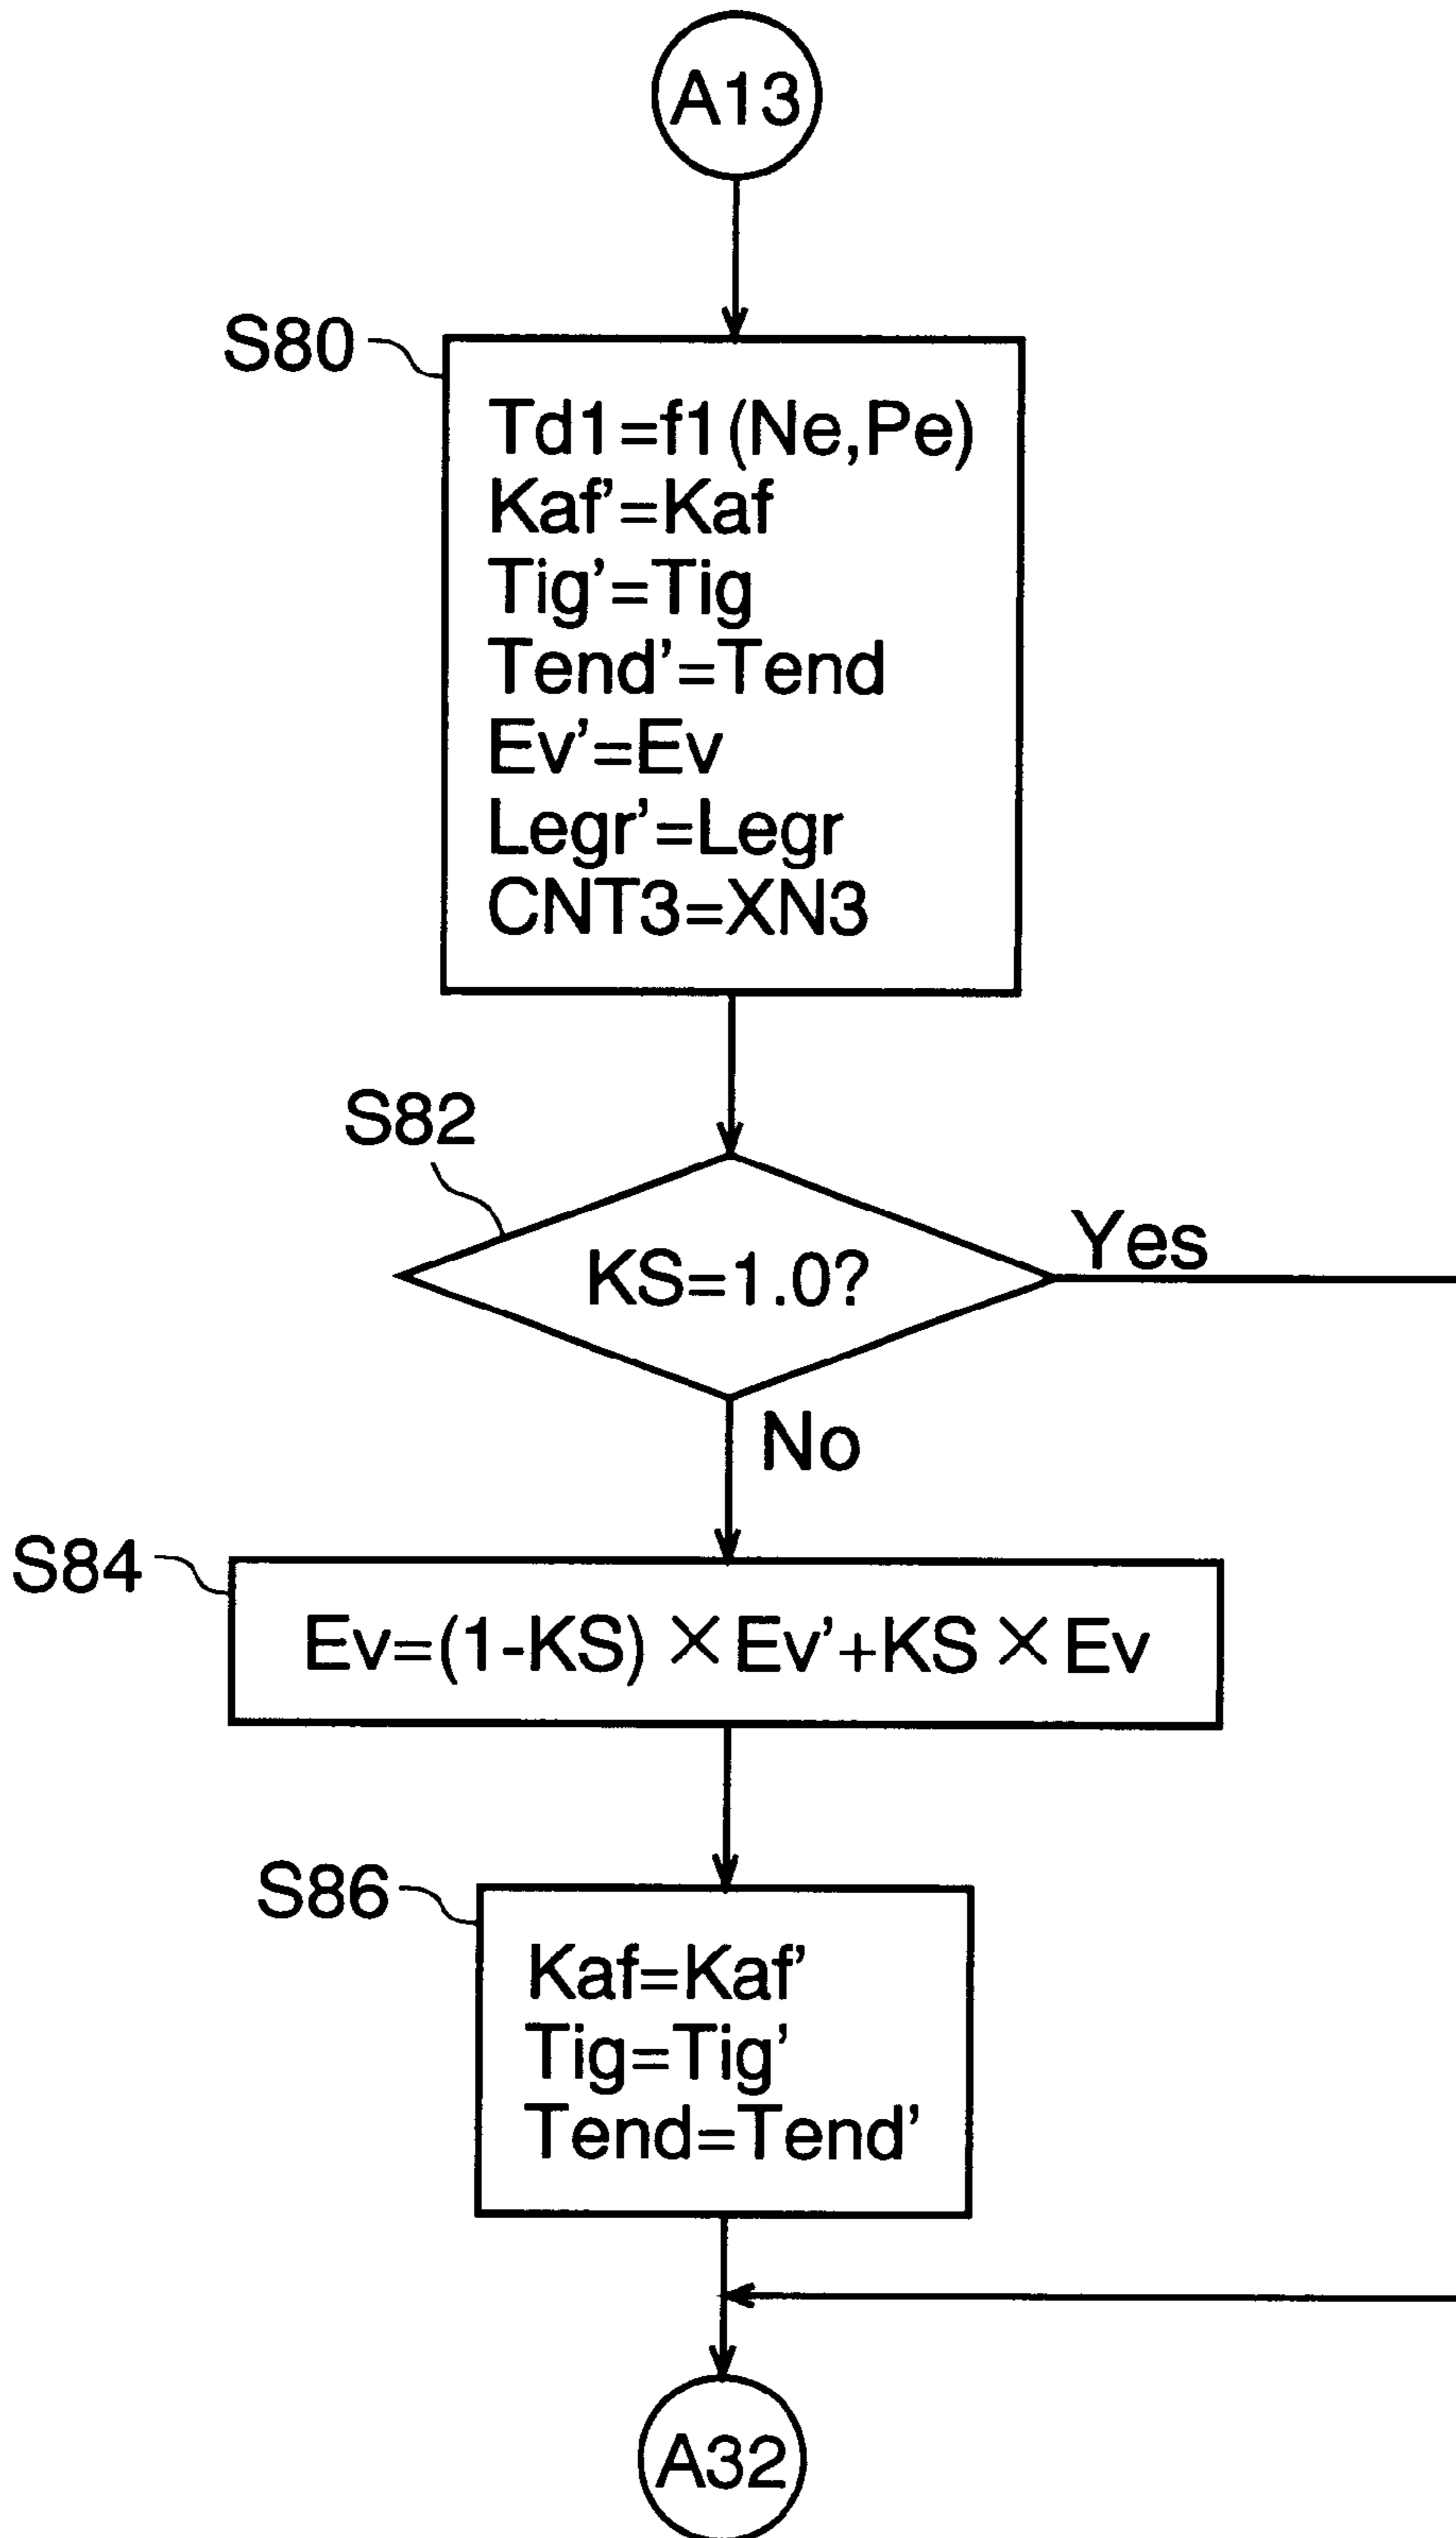 A13
S80
Td1=f1(Ne,Pe)
Kaf’=Kaf
Tig’=Tig
Tend’=Tend
Ev’=Ev
Legr’=Legr
CNT3=XN3
S82
KS=1.0?
Yes
No
S84
Ev=(1-KS)×Ev’+KS×Ev
S86
Kaf=Kaf’
Tig=Tig’
Tend=Tend’
A32